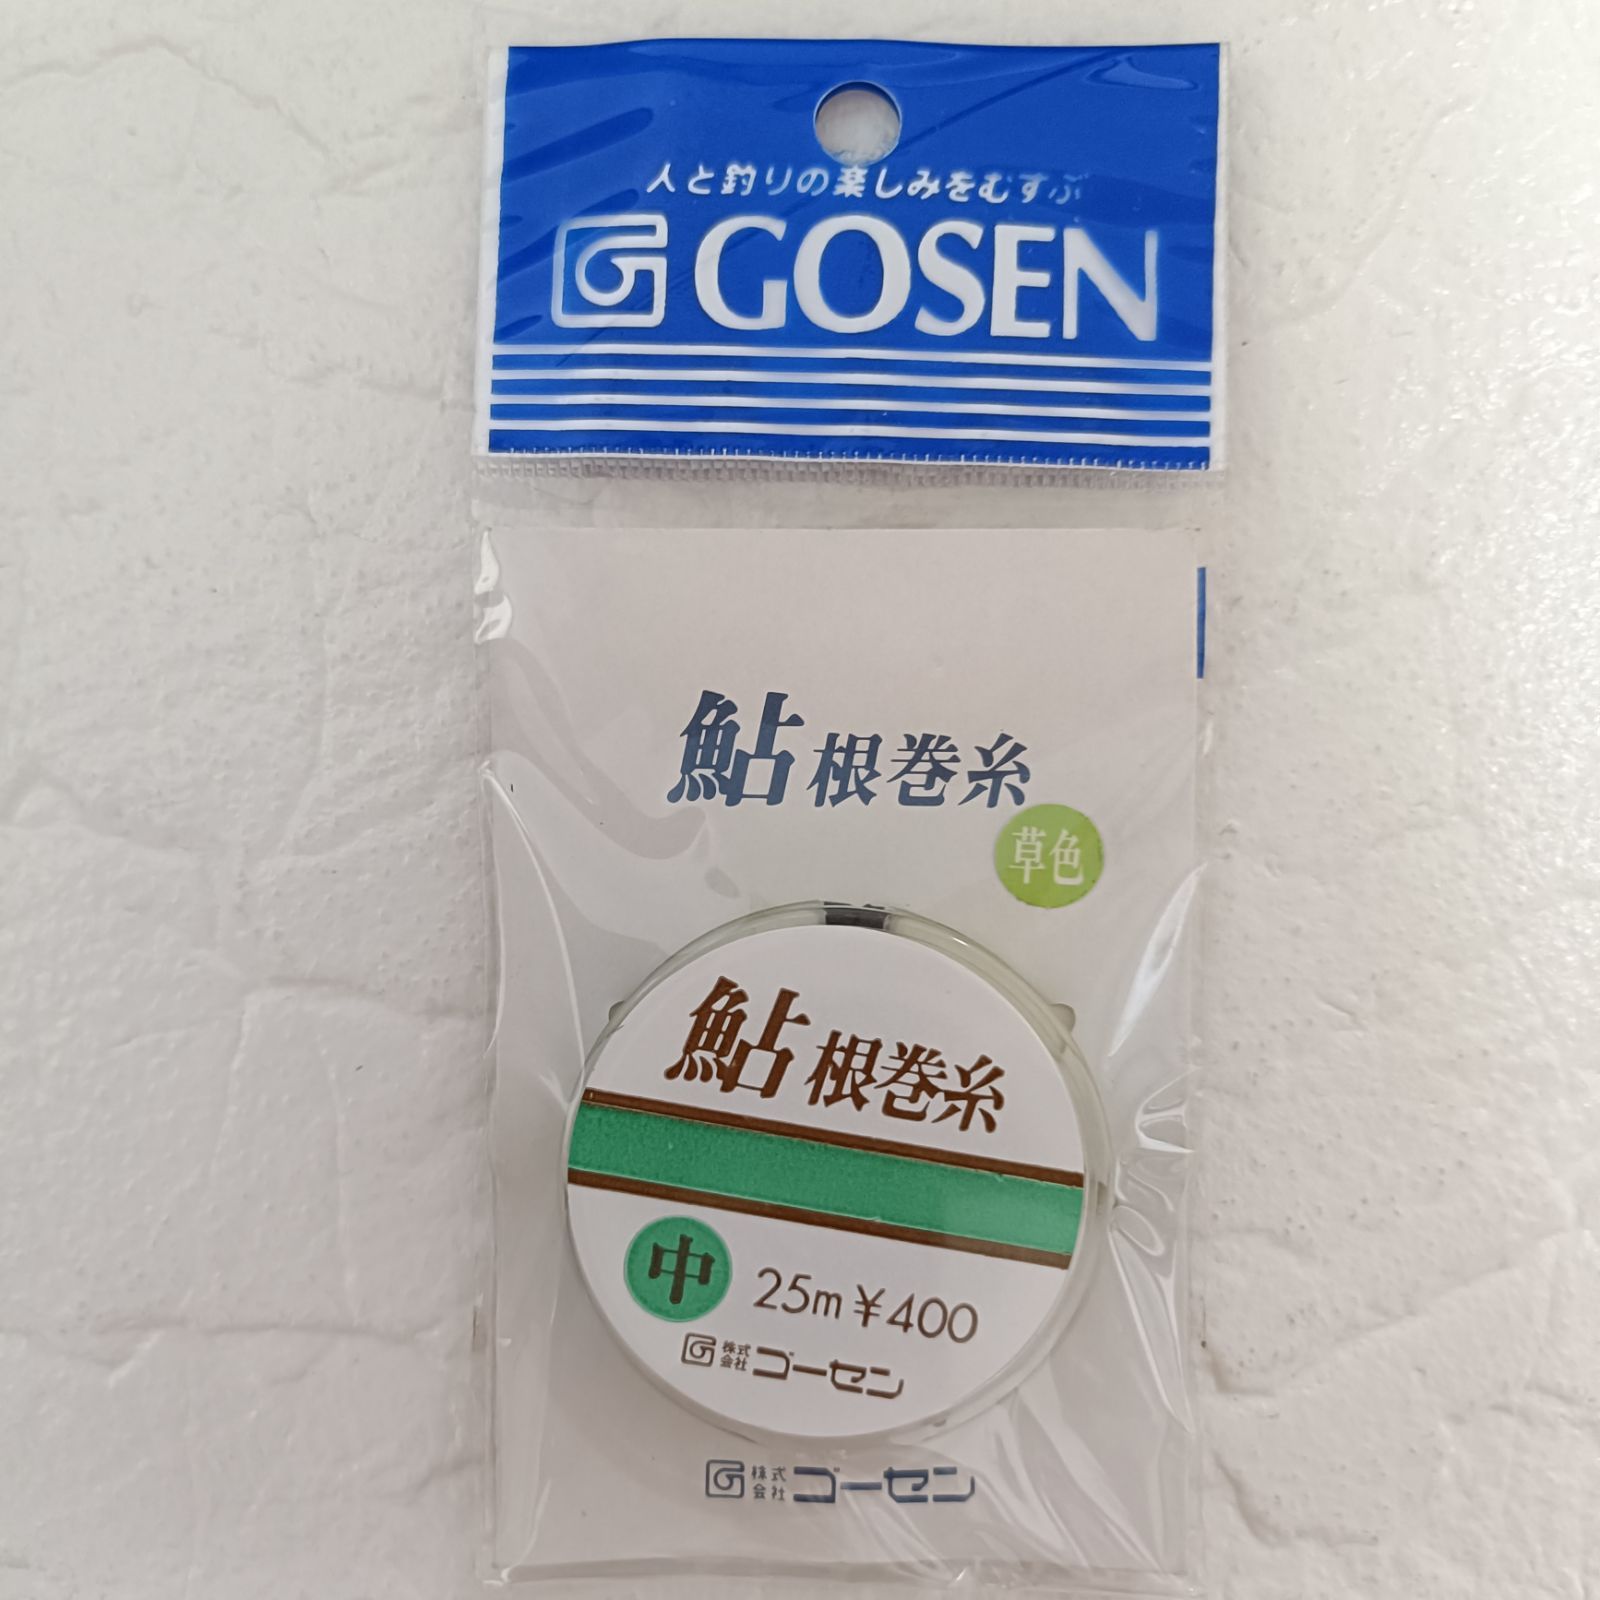 人と釣りの楽しみをむすぶ
GOSEN
鮎 根巻糸
草色
鮎 根巻糸
中 25m ¥400
株式会社 ゴーセン
株式会社 ゴーセン